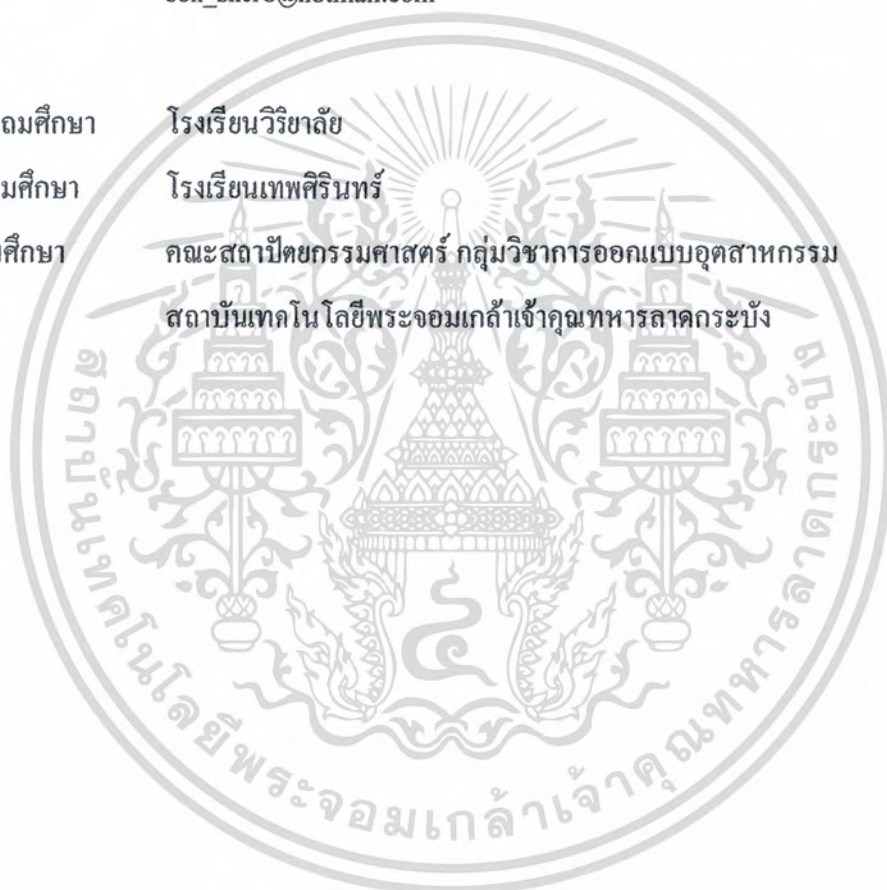 ถมศึกษา โรงเรียนวิริยาลัย
มศึกษา โรงเรียนเทพศิรินทร์
ศึกษา คณะสถาปัตยกรรมศาสตร์ กลุ่มวิชาการออกแบบอุตสาหกรรม
สถาบันเทคโนโลยีพระจอมเกล้าเจ้าคุณทหารลาดกระบัง
สถาบันเทคโนโลยีพระจอมเกล้าเจ้าคุณทหารลาดกระบัง
๔